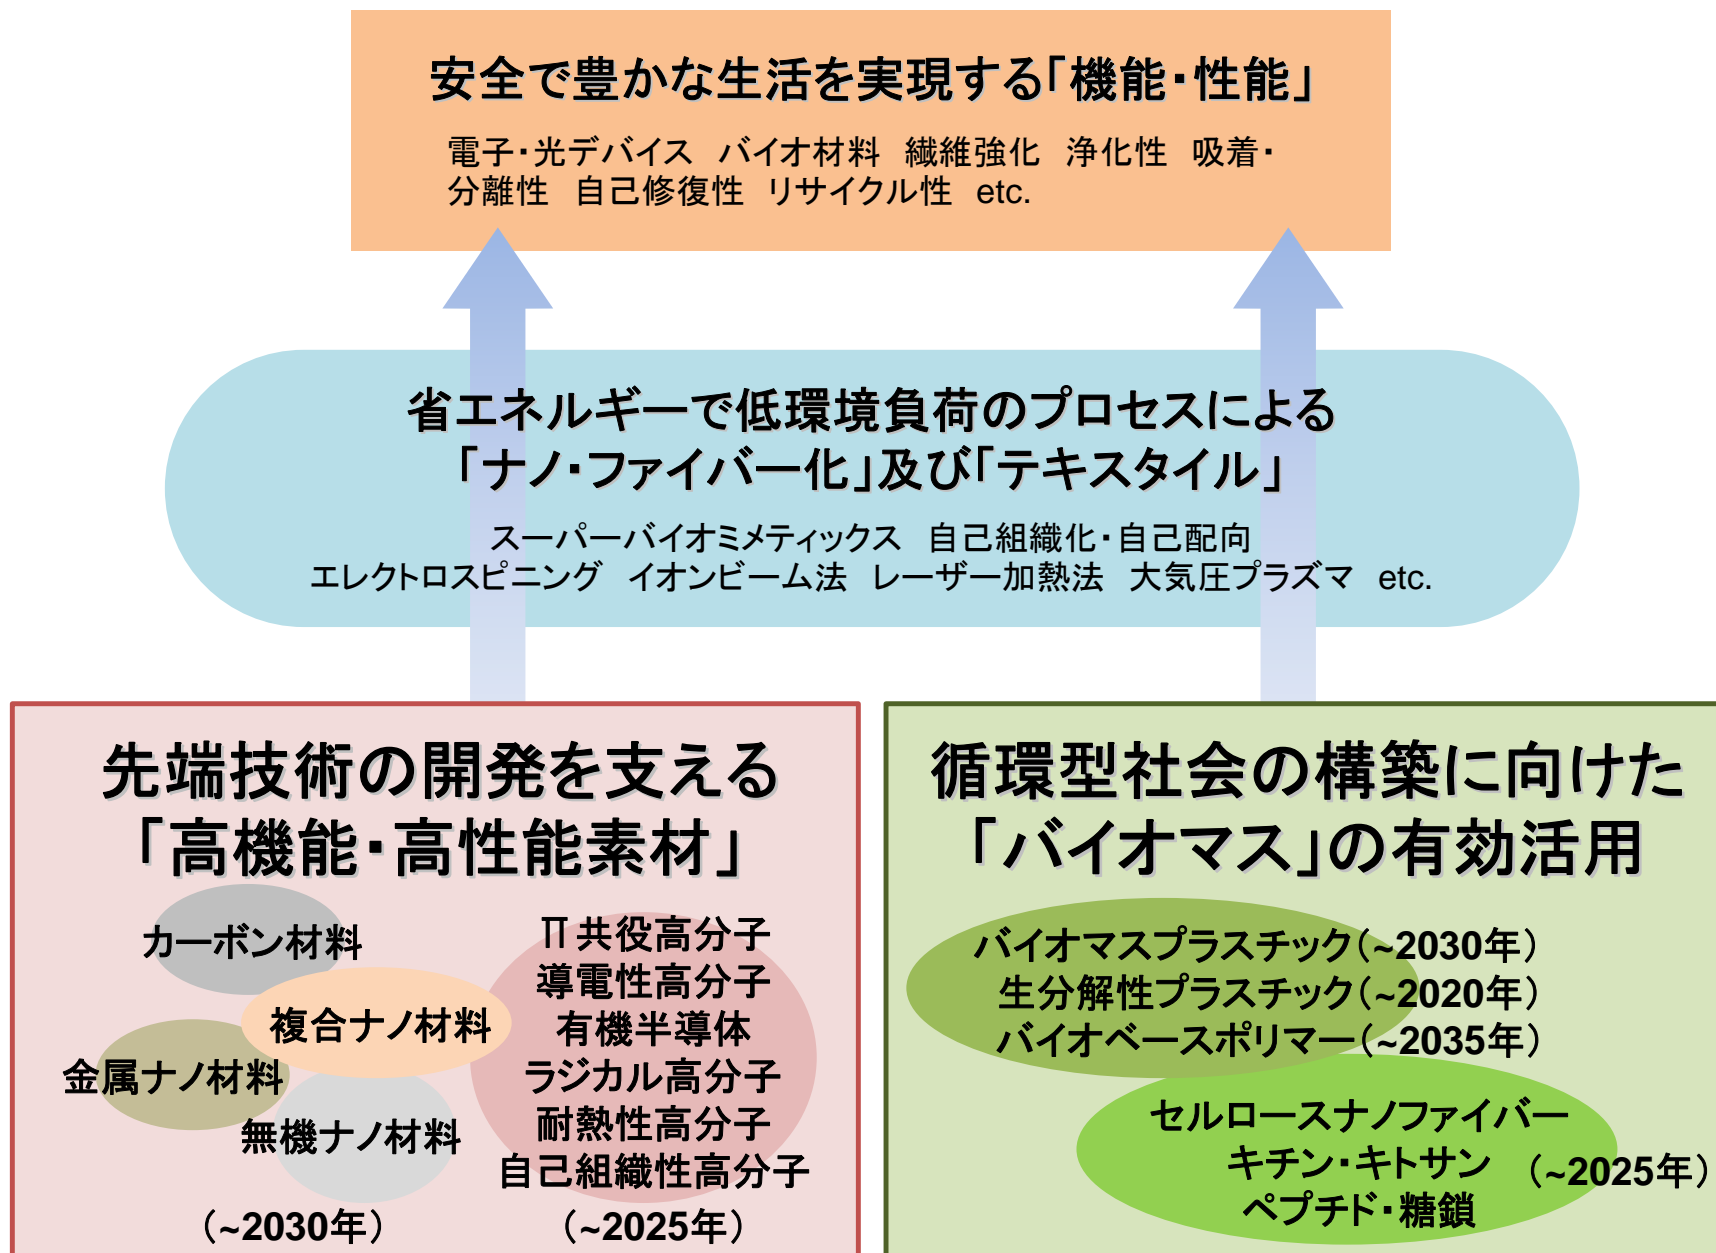 安全で豊かな生活を実現する「機能・性能」
電子・光デバイス　バイオ材料　繊維強化　浄化性　吸着・
分離性　自己修復性　リサイクル性　etc.
省エネルギーで低環境負荷のプロセスによる
「ナノ・ファイバー化」及び「テキスタイル」
スーパーバイオミメティックス　自己組織化・自己配向
エレクトロスピニング　イオンビーム法　レーザー加熱法　大気圧プラズマ　etc.
先端技術の開発を支える
「高機能・高性能素材」
カーボン材料
複合ナノ材料
金属ナノ材料
無機ナノ材料
（~2030年）
π共役高分子
導電性高分子
有機半導体
ラジカル高分子
耐熱性高分子
自己組織性高分子
（~2025年）
循環型社会の構築に向けた
「バイオマス」の有効活用
バイオマスプラスチック（~2030年）
生分解性プラスチック（~2020年）
バイオベースポリマー（~2035年）
セルロースナノファイバー
キチン・キトサン
ペプチド・糖鎖
（~2025年）